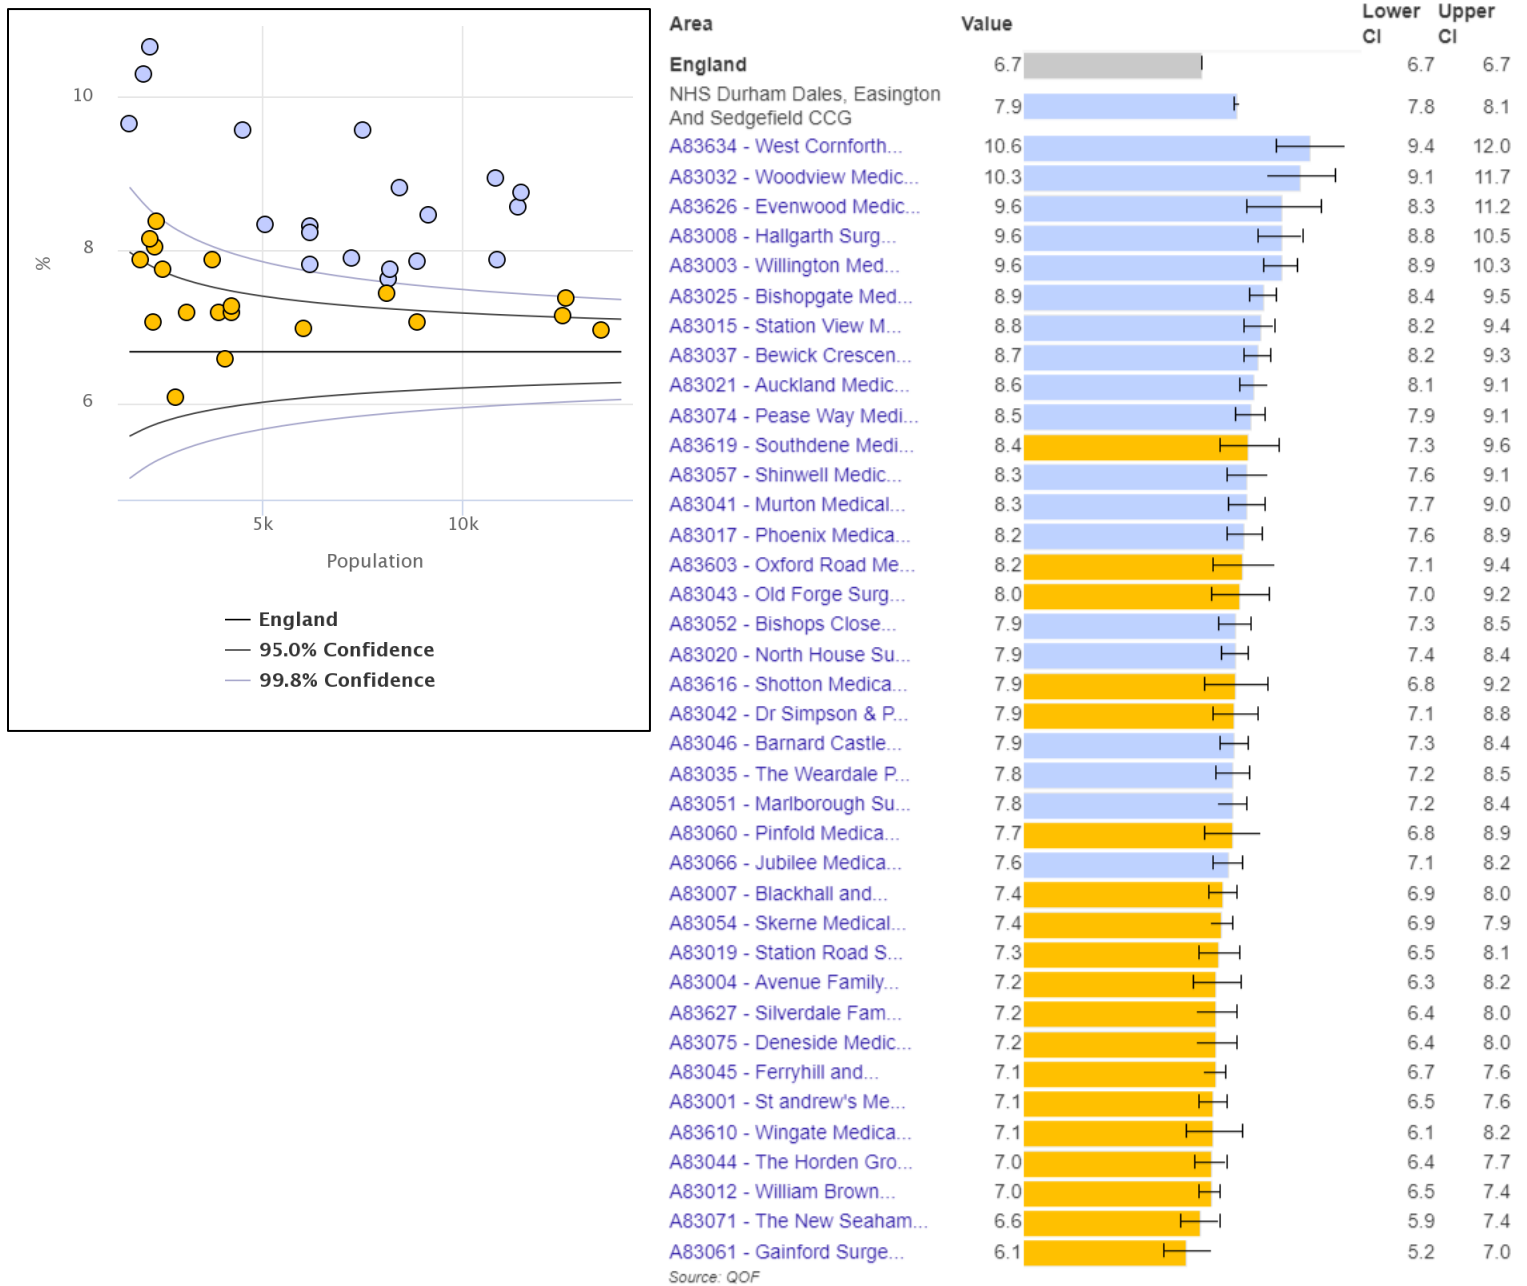 10
8
%
6
5k 10k
Population
England
95.0% Confidence
99.8% Confidence
Area Value Lower CI Upper CI
England 6.7 6.7 6.7
NHS Durham Dales, Easington
And Sedgefield CCG 7.9 7.8 8.1
A83634 - West Cornforth... 10.6 9.4 12.0
A83032 - Woodview Medic... 10.3 9.1 11.7
A83626 - Evenwood Medic... 9.6 8.3 11.2
A83008 - Hallgarth Surg... 9.6 8.8 10.5
A83003 - Willington Med... 9.6 8.9 10.3
A83025 - Bishopgate Med... 8.9 8.4 9.5
A83015 - Station View M... 8.8 8.2 9.4
A83037 - Bewick Crescen... 8.7 8.2 9.3
A83021 - Auckland Medic... 8.6 8.1 9.1
A83074 - Pease Way Medi... 8.5 7.9 9.1
A83619 - Southdene Medi... 8.4 7.3 9.6
A83057 - Shinwell Medic... 8.3 7.6 9.1
A83041 - Murton Medical... 8.3 7.7 9.0
A83017 - Phoenix Medica... 8.2 7.6 8.9
A83603 - Oxford Road Me... 8.2 7.1 9.4
A83043 - Old Forge Surg... 8.0 7.0 9.2
A83052 - Bishops Close... 7.9 7.3 8.5
A83020 - North House Su... 7.9 7.4 8.4
A83616 - Shotton Medica... 7.9 6.8 9.2
A83042 - Dr Simpson & P... 7.9 7.1 8.8
A83046 - Barnard Castle... 7.9 7.3 8.4
A83035 - The Weardale P... 7.8 7.2 8.5
A83051 - Marlborough Su... 7.8 7.2 8.4
A83060 - Pinfold Medica... 7.7 6.8 8.9
A83066 - Jubilee Medica... 7.6 7.1 8.2
A83007 - Blackhall and... 7.4 6.9 8.0
A83054 - Skerne Medical... 7.4 6.9 7.9
A83019 - Station Road S... 7.3 6.5 8.1
A83004 - Avenue Family... 7.2 6.3 8.2
A83627 - Silverdale Fam... 7.2 6.4 8.0
A83075 - Deneside Medic... 7.2 6.4 8.0
A83045 - Ferryhill and... 7.1 6.7 7.6
A83001 - St andrew's Me... 7.1 6.5 7.6
A83610 - Wingate Medica... 7.1 6.1 8.2
A83044 - The Horden Gro... 7.0 6.4 7.7
A83012 - William Brown... 7.0 6.5 7.4
A83071 - The New Seaham... 6.6 5.9 7.4
A83061 - Gainford Surge... 6.1 5.2 7.0
Source: QOF